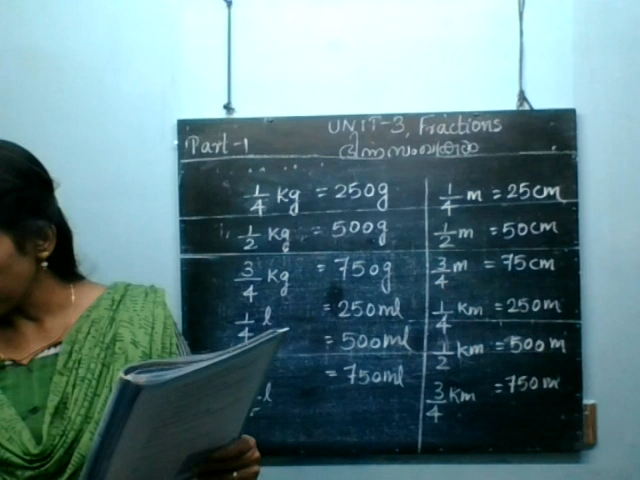 UNIT-3, Fractions
Part-1
ഭിന്നസംഖ്യകൾ
1/4 kg = 250g
1/2 kg = 500g
3/4 kg = 750g
1/4 l = 250ml
= 500ml
l = 750ml
1/4 m = 25cm
1/2 m = 50cm
3/4 m = 75cm
1/4 km = 250m
1/2 km = 500m
3/4 km = 750m